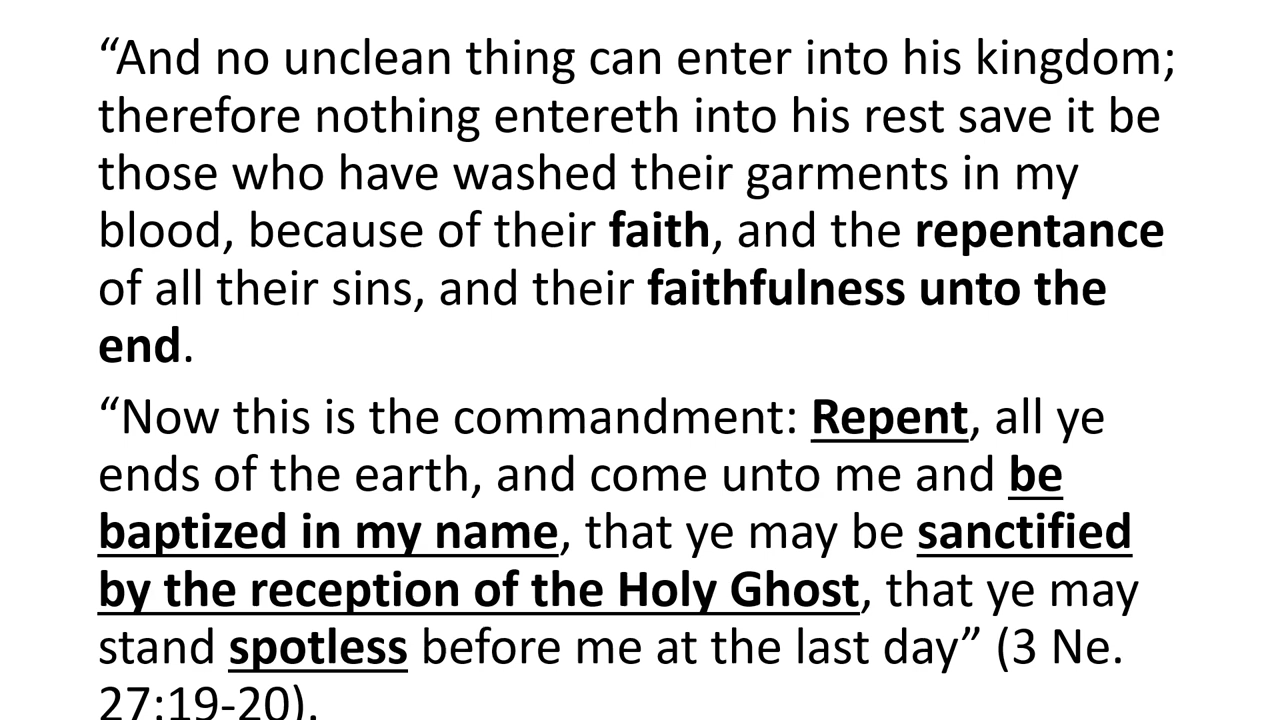 “And no unclean thing can enter into his kingdom;
therefore nothing entereth into his rest save it be
those who have washed their garments in my
blood, because of their faith, and the repentance
of all their sins, and their faithfulness unto the
end.
“Now this is the commandment: Repent, all ye
ends of the earth, and come unto me and be
baptized in my name, that ye may be sanctified
by the reception of the Holy Ghost, that ye may
stand spotless before me at the last day” (3 Ne.
27:19-20).